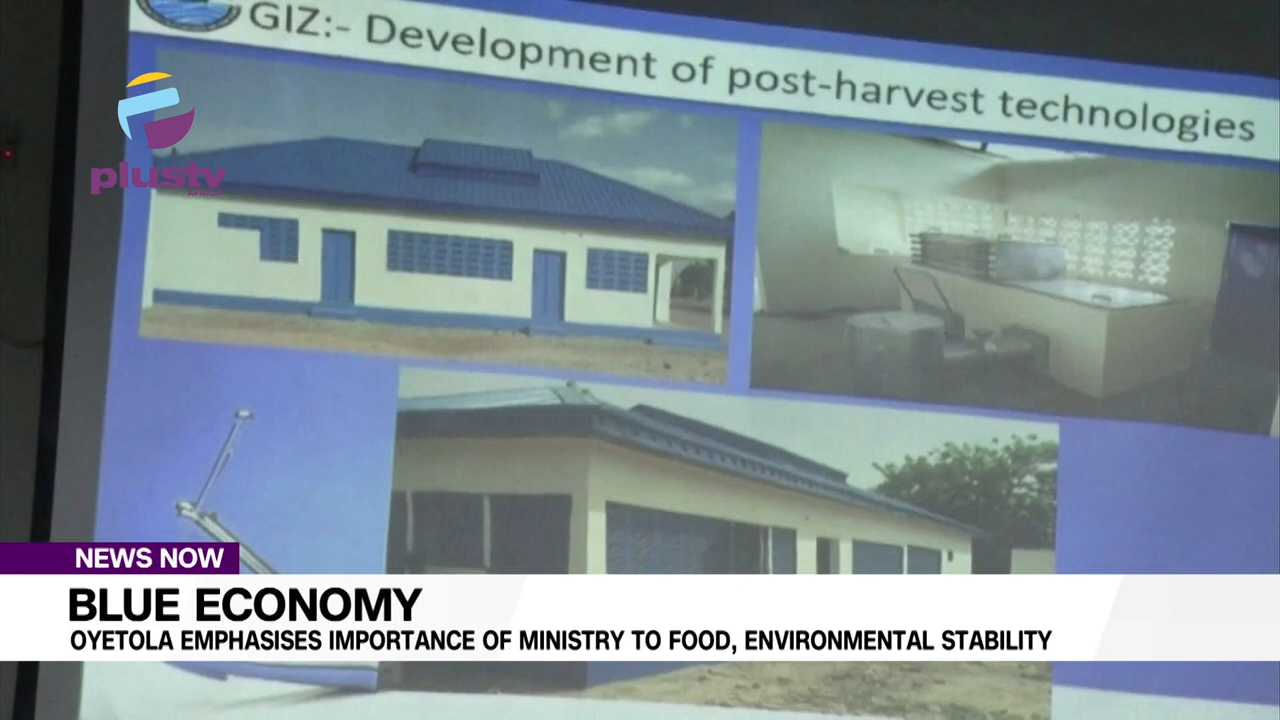 GIZ:- Development of post-harvest technologies
plustv
NEWS NOW
BLUE ECONOMY
OYETOLA EMPHASISES IMPORTANCE OF MINISTRY TO FOOD, ENVIRONMENTAL STABILITY